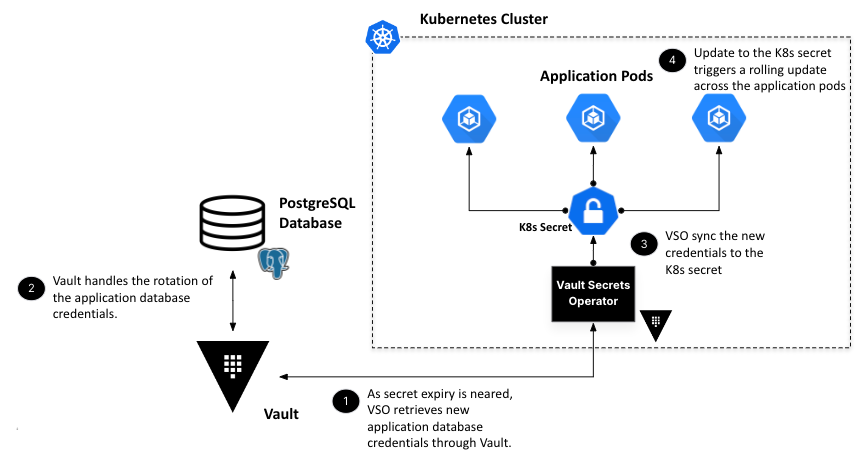 Kubernetes Cluster
4
Update to the K8s secret
triggers a rolling update
across the application pods
Application Pods
PostgreSQL
Database
K8s Secret
3
VSO sync the new
credentials to the
K8s secret
2
Vault handles the rotation of
the application database
credentials.
Vault Secrets
Operator
Vault
1
As secret expiry is neared,
VSO retrieves new
application database
credentials through Vault.